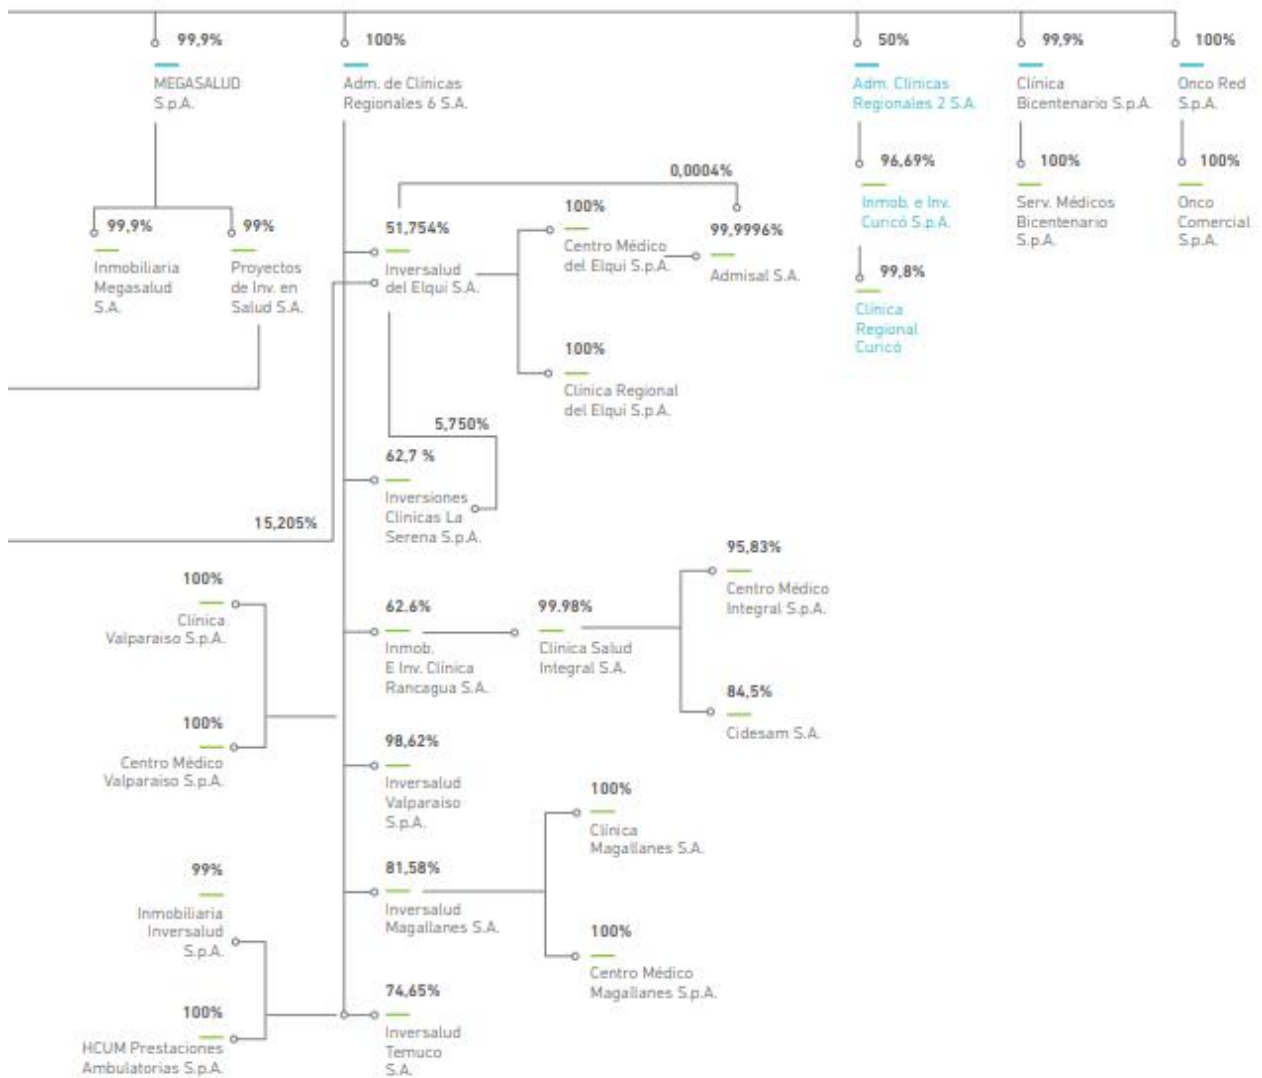 99,9%
MEGASALUD
S.p.A.
100%
Adm. de Clínicas
Regionales 6 S.A.
50%
Adm. Clínicas
Regionales 2 S.A.
99,9%
Clínica
Bicentenario S.p.A.
100%
Onco Red
S.p.A.
96,69%
Inmob. e Inv.
Curicó S.p.A.
100%
Serv. Médicos
Bicentenario
S.p.A.
100%
Onco
Comercial
S.p.A.
99,8%
Clínica
Regional
Curicó
99,9%
Inmobiliaria
Megasalud
S.A.
99%
Proyectos
de Inv. en
Salud S.A.
0,0004%
51,754%
Inversalud
del Elqui S.A.
100%
Centro Médico
del Elqui S.p.A.
99,9996%
Admisal S.A.
100%
Clínica Regional
del Elqui S.p.A.
5,750%
62,7 %
Inversiones
Clínicas La
Serena S.p.A.
15,205%
100%
Clínica
Valparaiso S.p.A.
62.6%
Inmob.
E Inv. Clínica
Rancagua S.A.
99.98%
Clínica Salud
Integral S.A.
95,83%
Centro Médico
Integral S.p.A.
84,5%
Cidesam S.A.
100%
Centro Médico
Valparaiso S.p.A.
98,62%
Inversalud
Valparaiso
S.p.A.
100%
Clínica
Magallanes S.A.
81,58%
Inversalud
Magallanes S.A.
100%
Centro Médico
Magallanes S.p.A.
99%
Inmobiliaria
Inversalud
S.p.A.
100%
HCUM Prestaciones
Ambulatorias S.p.A.
74,65%
Inversalud
Temuco
S.A.